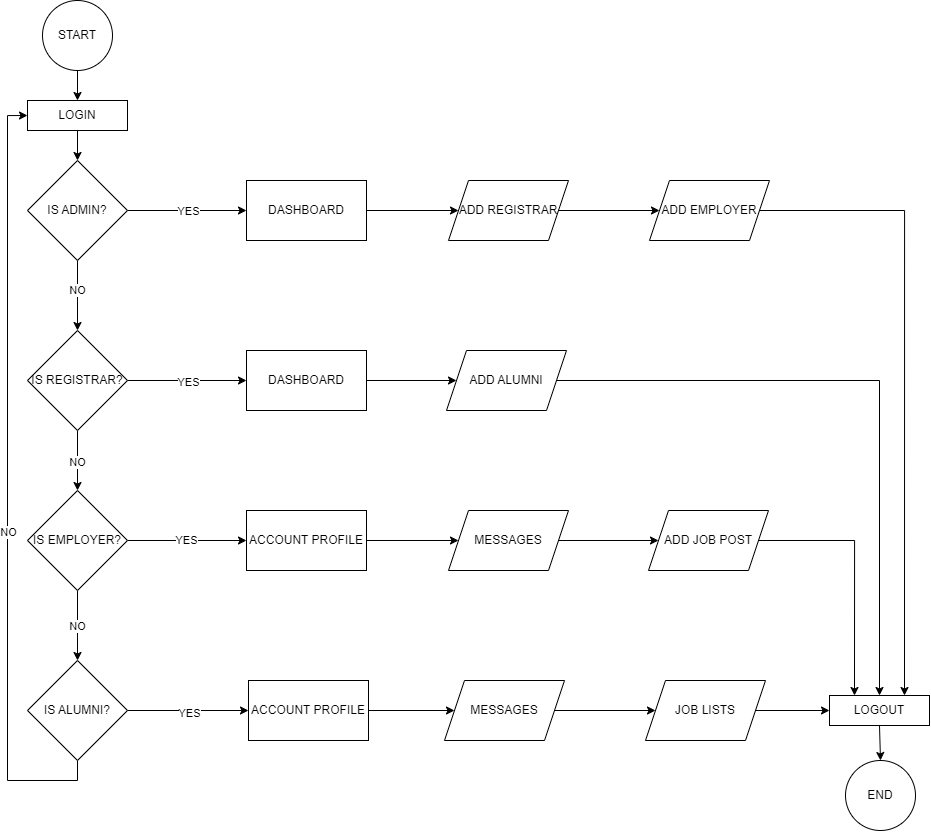 START
LOGIN
IS ADMIN?
YES
DASHBOARD
ADD REGISTRAR
ADD EMPLOYER
NO
IS REGISTRAR?
YES
DASHBOARD
ADD ALUMNI
NO
IS EMPLOYER?
YES
ACCOUNT PROFILE
MESSAGES
ADD JOB POST
NO
NO
IS ALUMNI?
YES
ACCOUNT PROFILE
MESSAGES
JOB LISTS
LOGOUT
END